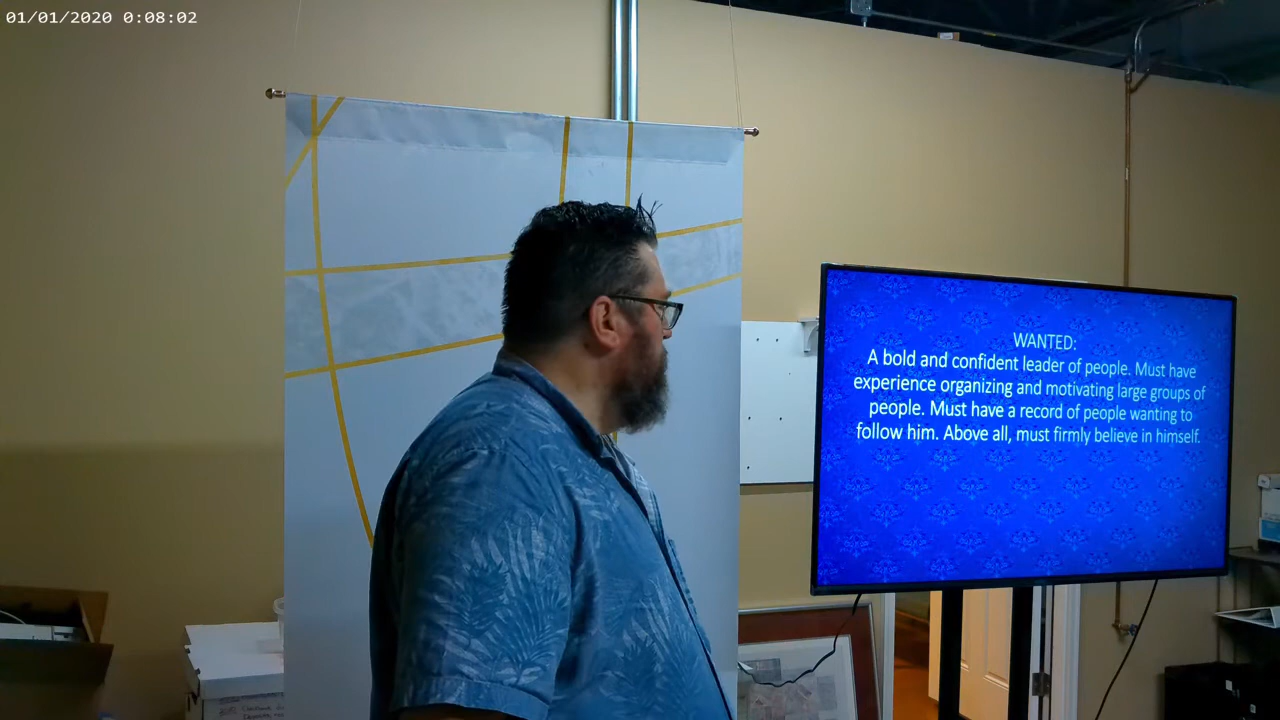 01/01/2020 0:08:02
WANTED:
A bold and confident leader of people. Must have
experience organizing and motivating large groups of
people. Must have a record of people wanting to
follow him. Above all, must firmly believe in himself.